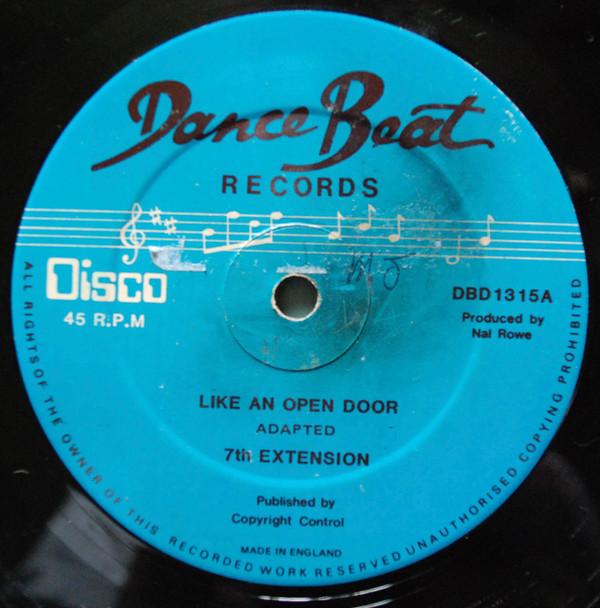 Dance Beat
RECORDS
Disco
45 R.P.M
DBD1315A
Produced by
Nal Rowe
LIKE AN OPEN DOOR
ADAPTED
7th EXTENSION
Published by
Copyright Control
MADE IN ENGLAND
ALL RIGHTS OF THE OWNER OF THIS RECORDED WORK RESERVED UNAUTHORISED COPYING PROHIBITED